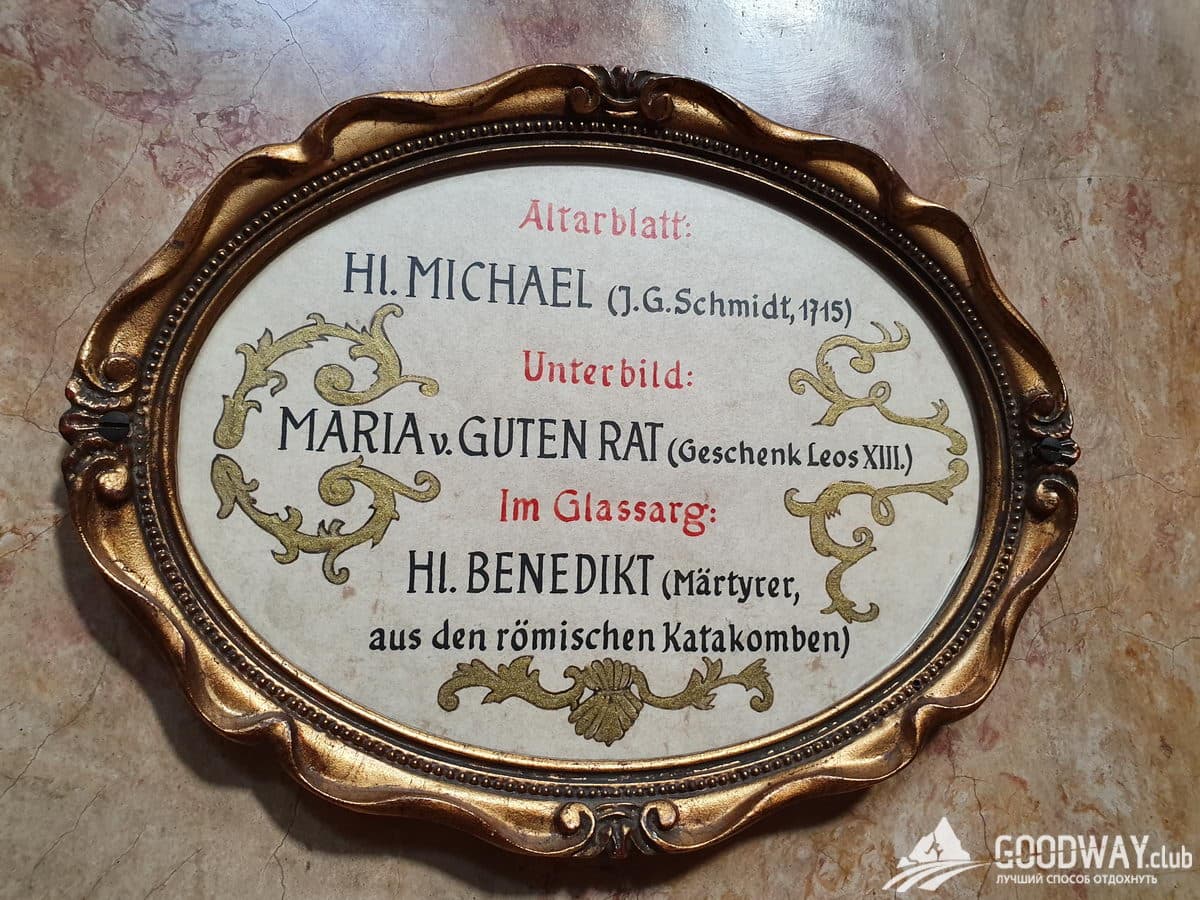 Altarblatt:
Hl. MICHAEL (J.G.Schmidt, 1715)
Unterbild:
MARIA v. GUTEN RAT (Geschenk Leos XIII.)
Im Glassarg:
Hl. BENEDIKT (Märtyrer,
aus den römischen Katakomben)
GOODWAY.club
ЛУЧШИЙ СПОСОБ ОТДОХНУТЬ